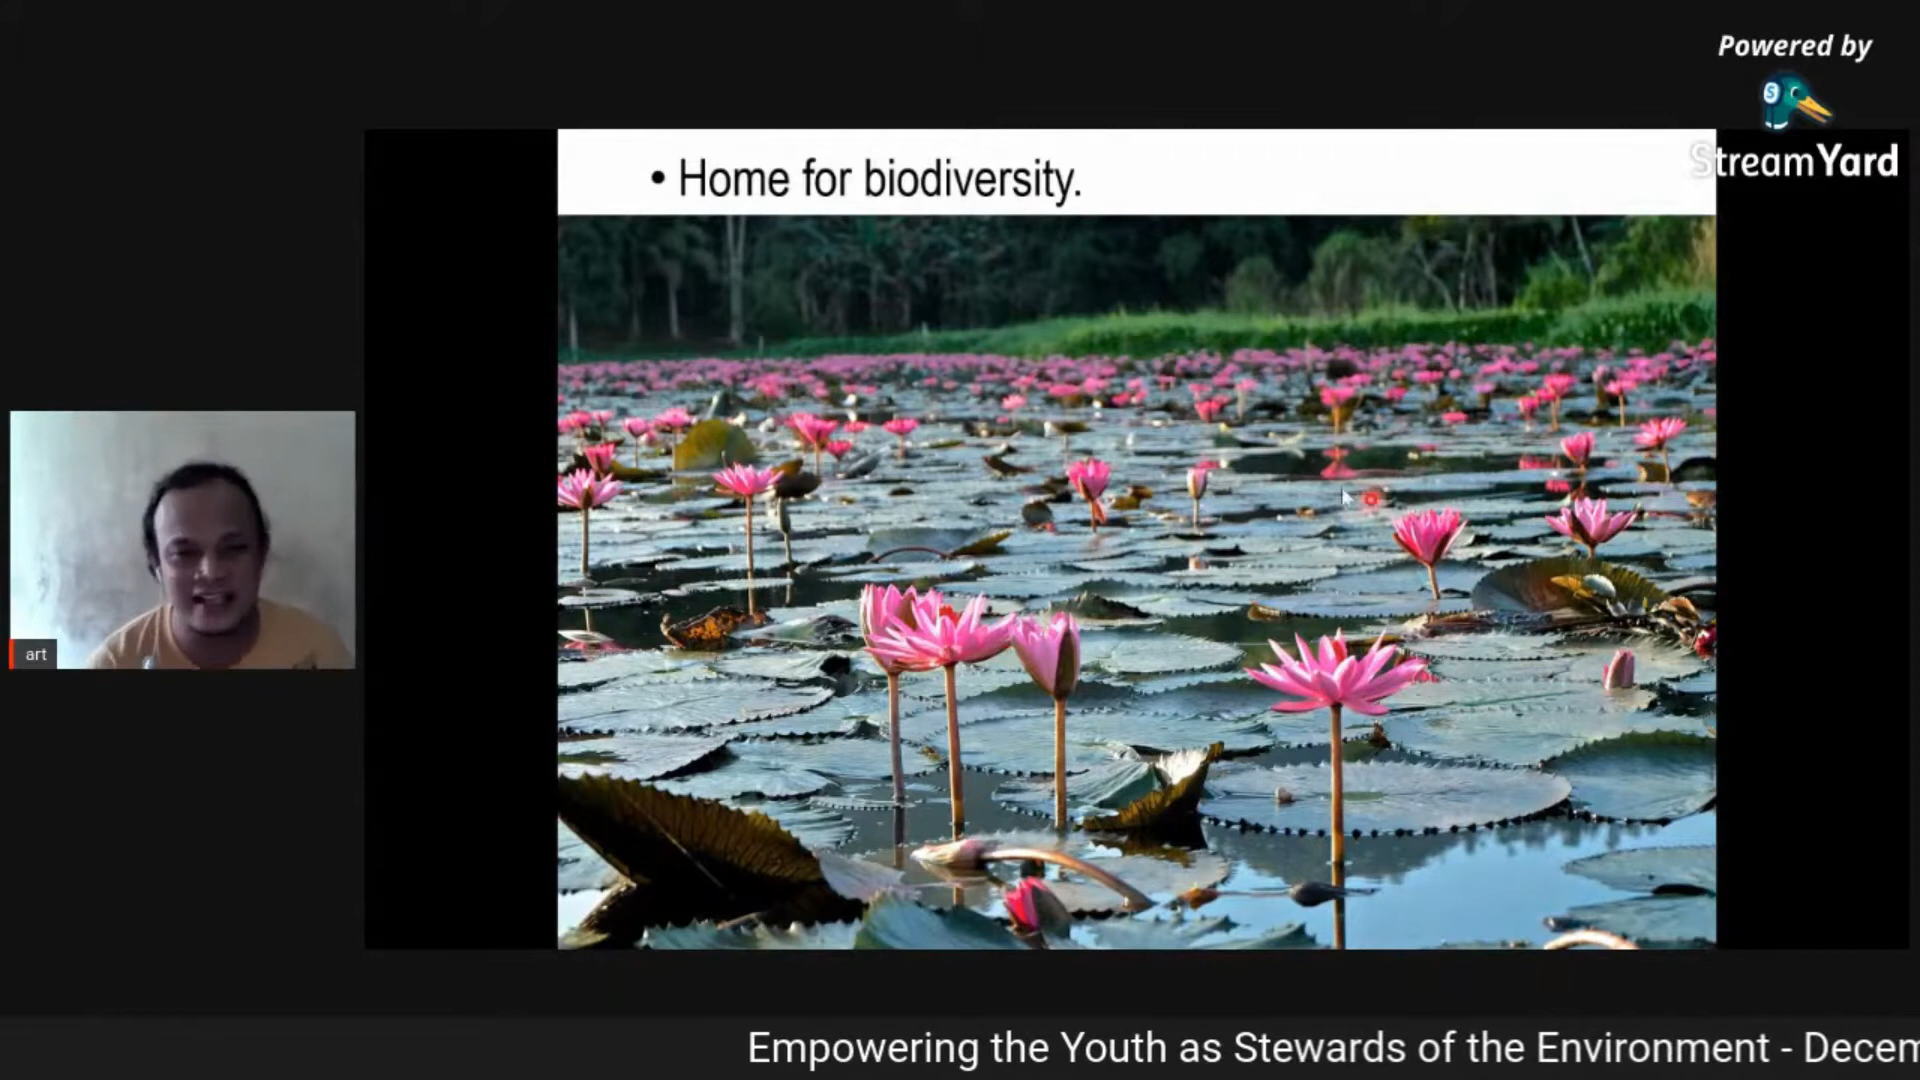 Powered by
StreamYard
• Home for biodiversity.
art
Empowering the Youth as Stewards of the Environment - Decem